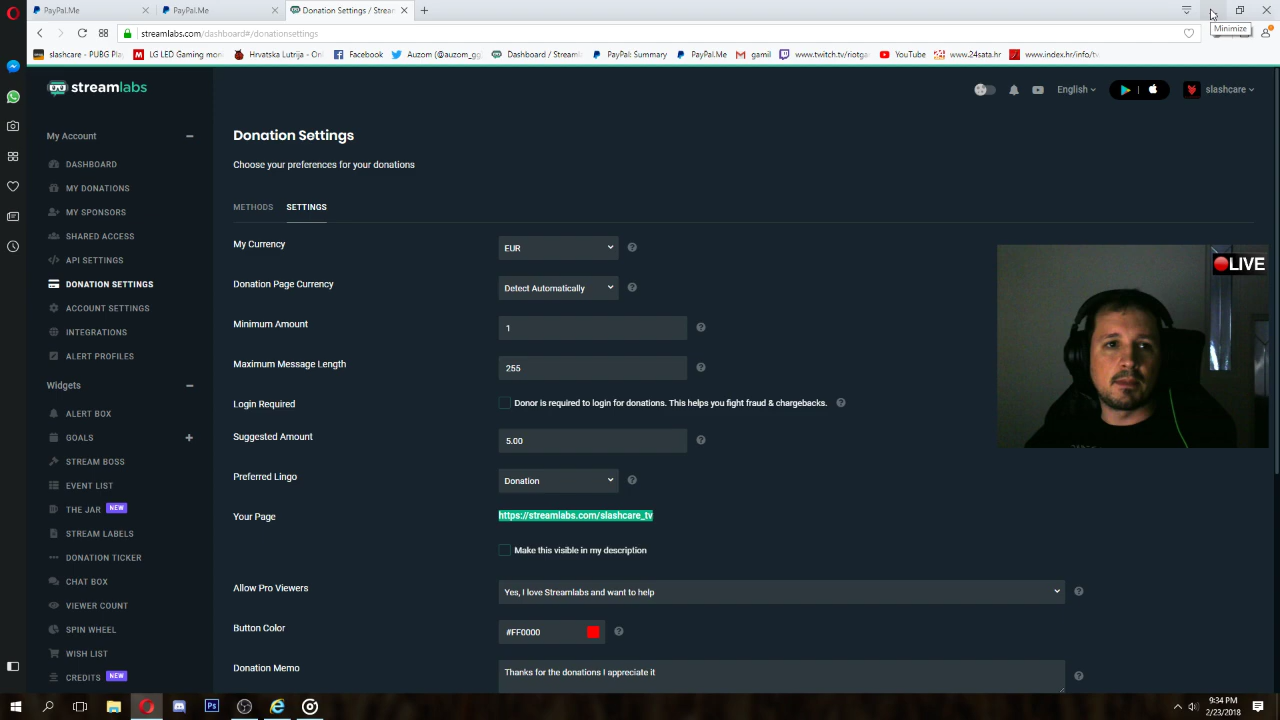 PayPal.Me
PayPal.Me
Donation Settings / Stream
streamlabs.com/dashboard#/donationsettings
Minimize
slashcare - PUBG Pla
LG LED Gaming moni
Hrvatska Lutrija - On
Facebook
Auzom (@auzom_gg)
Dashboard / Streaml
PayPal: Summary
PayPal.Me
gamil
www.twitch.tv/riotga
YouTube
www.24sata.hr
www.index.hr/info/tv
streamlabs
English
slashcare
My Account
DASHBOARD
MY DONATIONS
MY SPONSORS
SHARED ACCESS
API SETTINGS
DONATION SETTINGS
ACCOUNT SETTINGS
INTEGRATIONS
ALERT PROFILES
Widgets
ALERT BOX
GOALS
STREAM BOSS
EVENT LIST
THE JAR NEW
STREAM LABELS
DONATION TICKER
CHAT BOX
VIEWER COUNT
SPIN WHEEL
WISH LIST
CREDITS NEW
Donation Settings
Choose your preferences for your donations
METHODS SETTINGS
My Currency EUR
Donation Page Currency Detect Automatically
Minimum Amount 1
Maximum Message Length 255
Login Required Donor is required to login for donations. This helps you fight fraud & chargebacks.
Suggested Amount 5.00
Preferred Lingo Donation
Your Page https://streamlabs.com/slashcare_tv
Make this visible in my description
Allow Pro Viewers Yes, I love Streamlabs and want to help
Button Color #FF0000
Donation Memo Thanks for the donations I appreciate it
LIVE
9:34 PM
2/23/2018